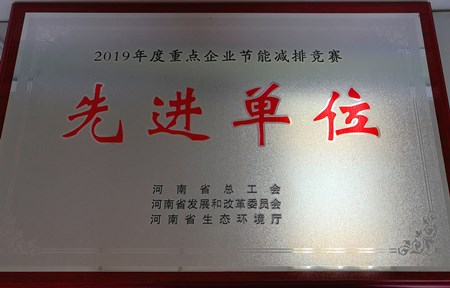 2019年度重点企业节能减排竞赛
先进单位
河南省总工会
河南省发展和改革委员会
河南省生态环境厅